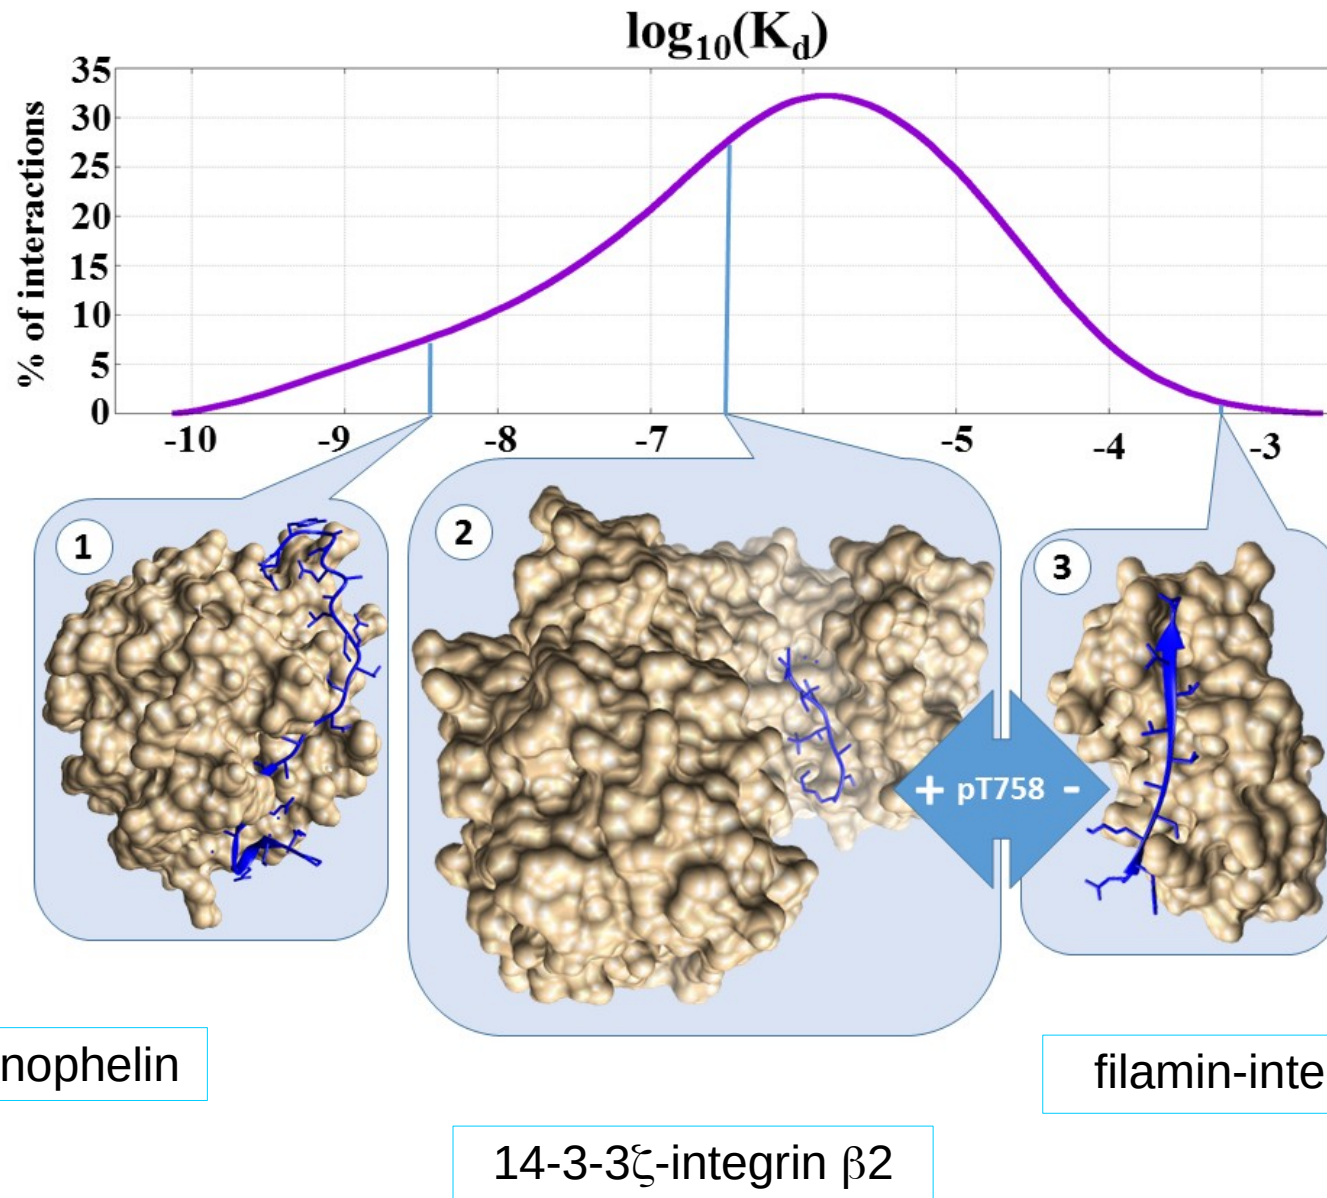 log10(Kd)
% of interactions
35
30
25
20
15
10
5
0
-10 -9 -8 -7 -5 -4 -3
1
2
3
+ pT758 -
nophelin
filamin-inte
14-3-3ζ-integrin β2